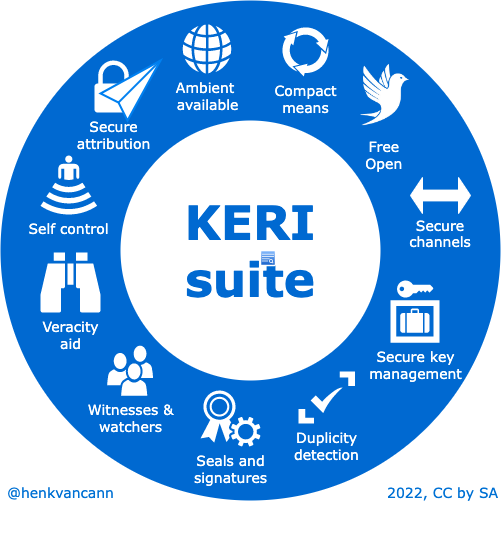 Ambient
available
Compact
means
Free
Open
Secure
channels
Secure key
management
Duplicity
detection
Seals and
signatures
Witnesses &
watchers
Veracity
aid
Self control
Secure
attribution
KERI
suite
@henkvancann
2022, CC by SA